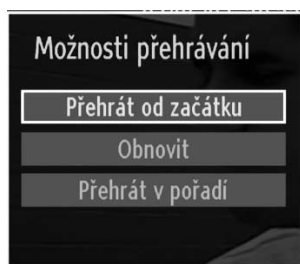 Možnosti přehrávání
Přehrát od začátku
Obnovit
Přehrát v pořadí